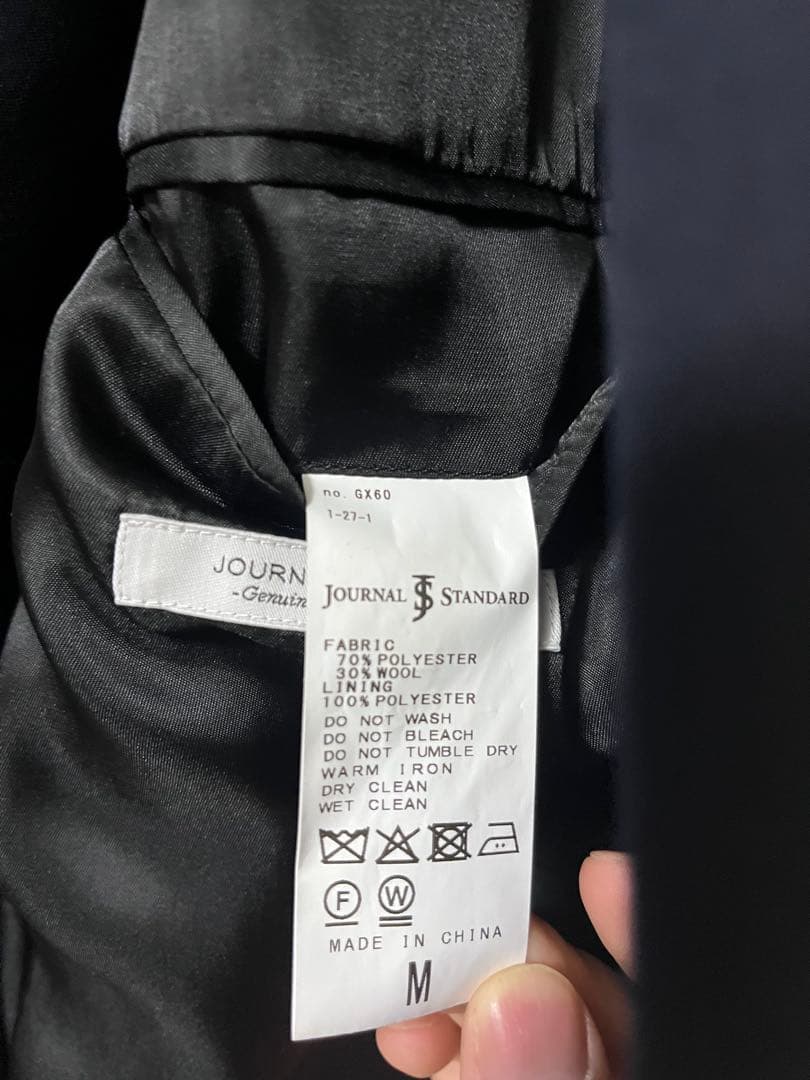 no. GX60
1-27-1
JOURN
-Genuin
JOURNAL JS STANDARD
FABRIC
70% POLYESTER
30% WOOL
LINING
100% POLYESTER
DO NOT WASH
DO NOT BLEACH
DO NOT TUMBLE DRY
WARM IRON
DRY CLEAN
WET CLEAN
F W
MADE IN CHINA
M